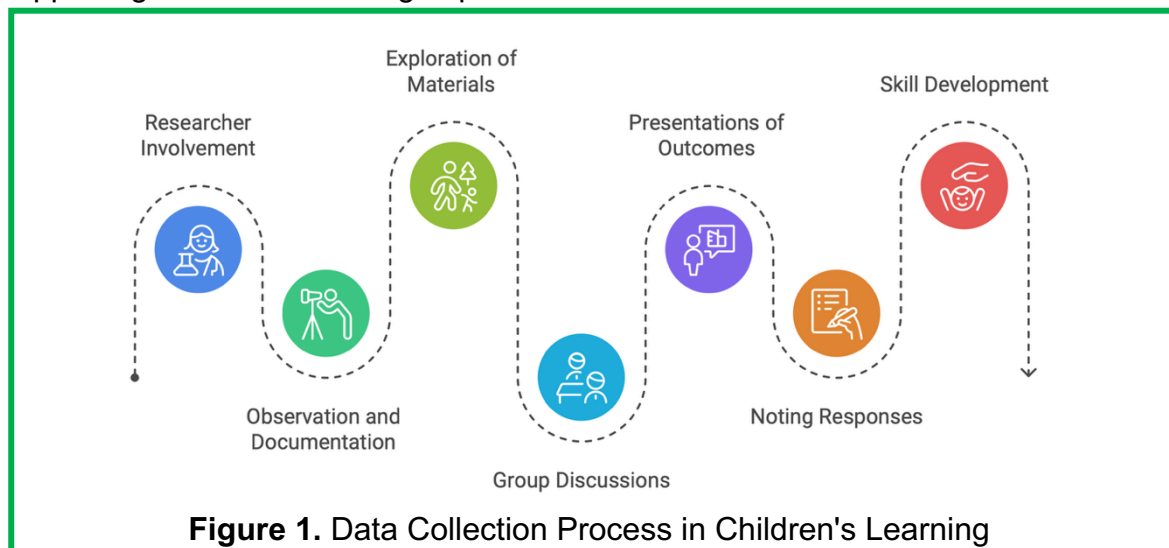 Exploration of
Materials
Skill Development
Researcher
Involvement
Presentations of
Outcomes
Observation and
Documentation
Noting Responses
Group Discussions
Figure 1. Data Collection Process in Children's Learning